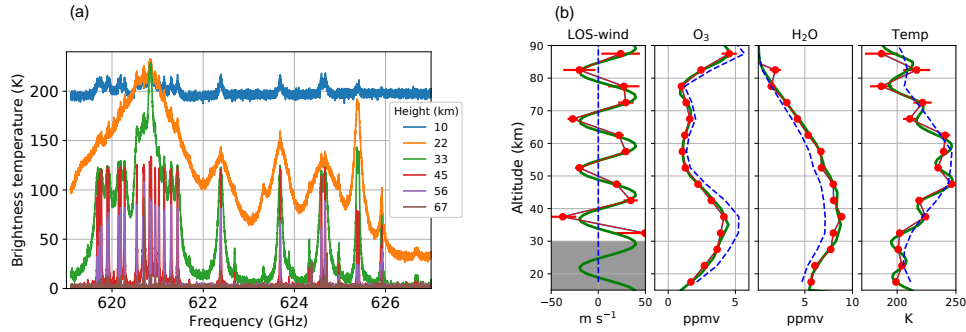 (a)
200
150
100
50
0
Brightness temperature (K)
620
622
624
626
Frequency (GHz)
Height (km)
10
22
33
45
56
67
(b)
LOS-wind
O₃
H₂O
Temp
90
80
70
60
50
40
30
20
Altitude (km)
−50
0
50
0
5
0
10
200
250
m s⁻¹
ppmv
ppmv
K